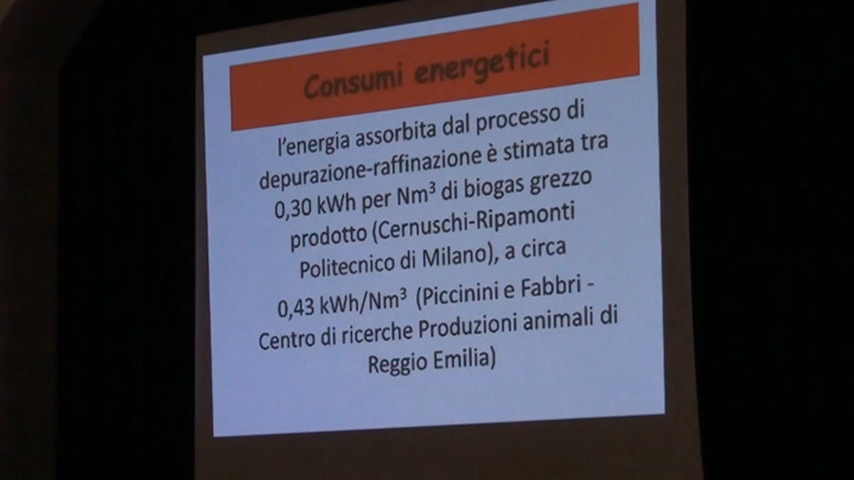 Consumi energetici
l'energia assorbita dal processo di
depurazione-raffinazione è stimata tra
0,30 kWh per Nm³ di biogas grezzo
prodotto (Cernuschi-Ripamonti
Politecnico di Milano), a circa
0,43 kWh/Nm³ (Piccinini e Fabbri -
Centro di ricerche Produzioni animali di
Reggio Emilia)